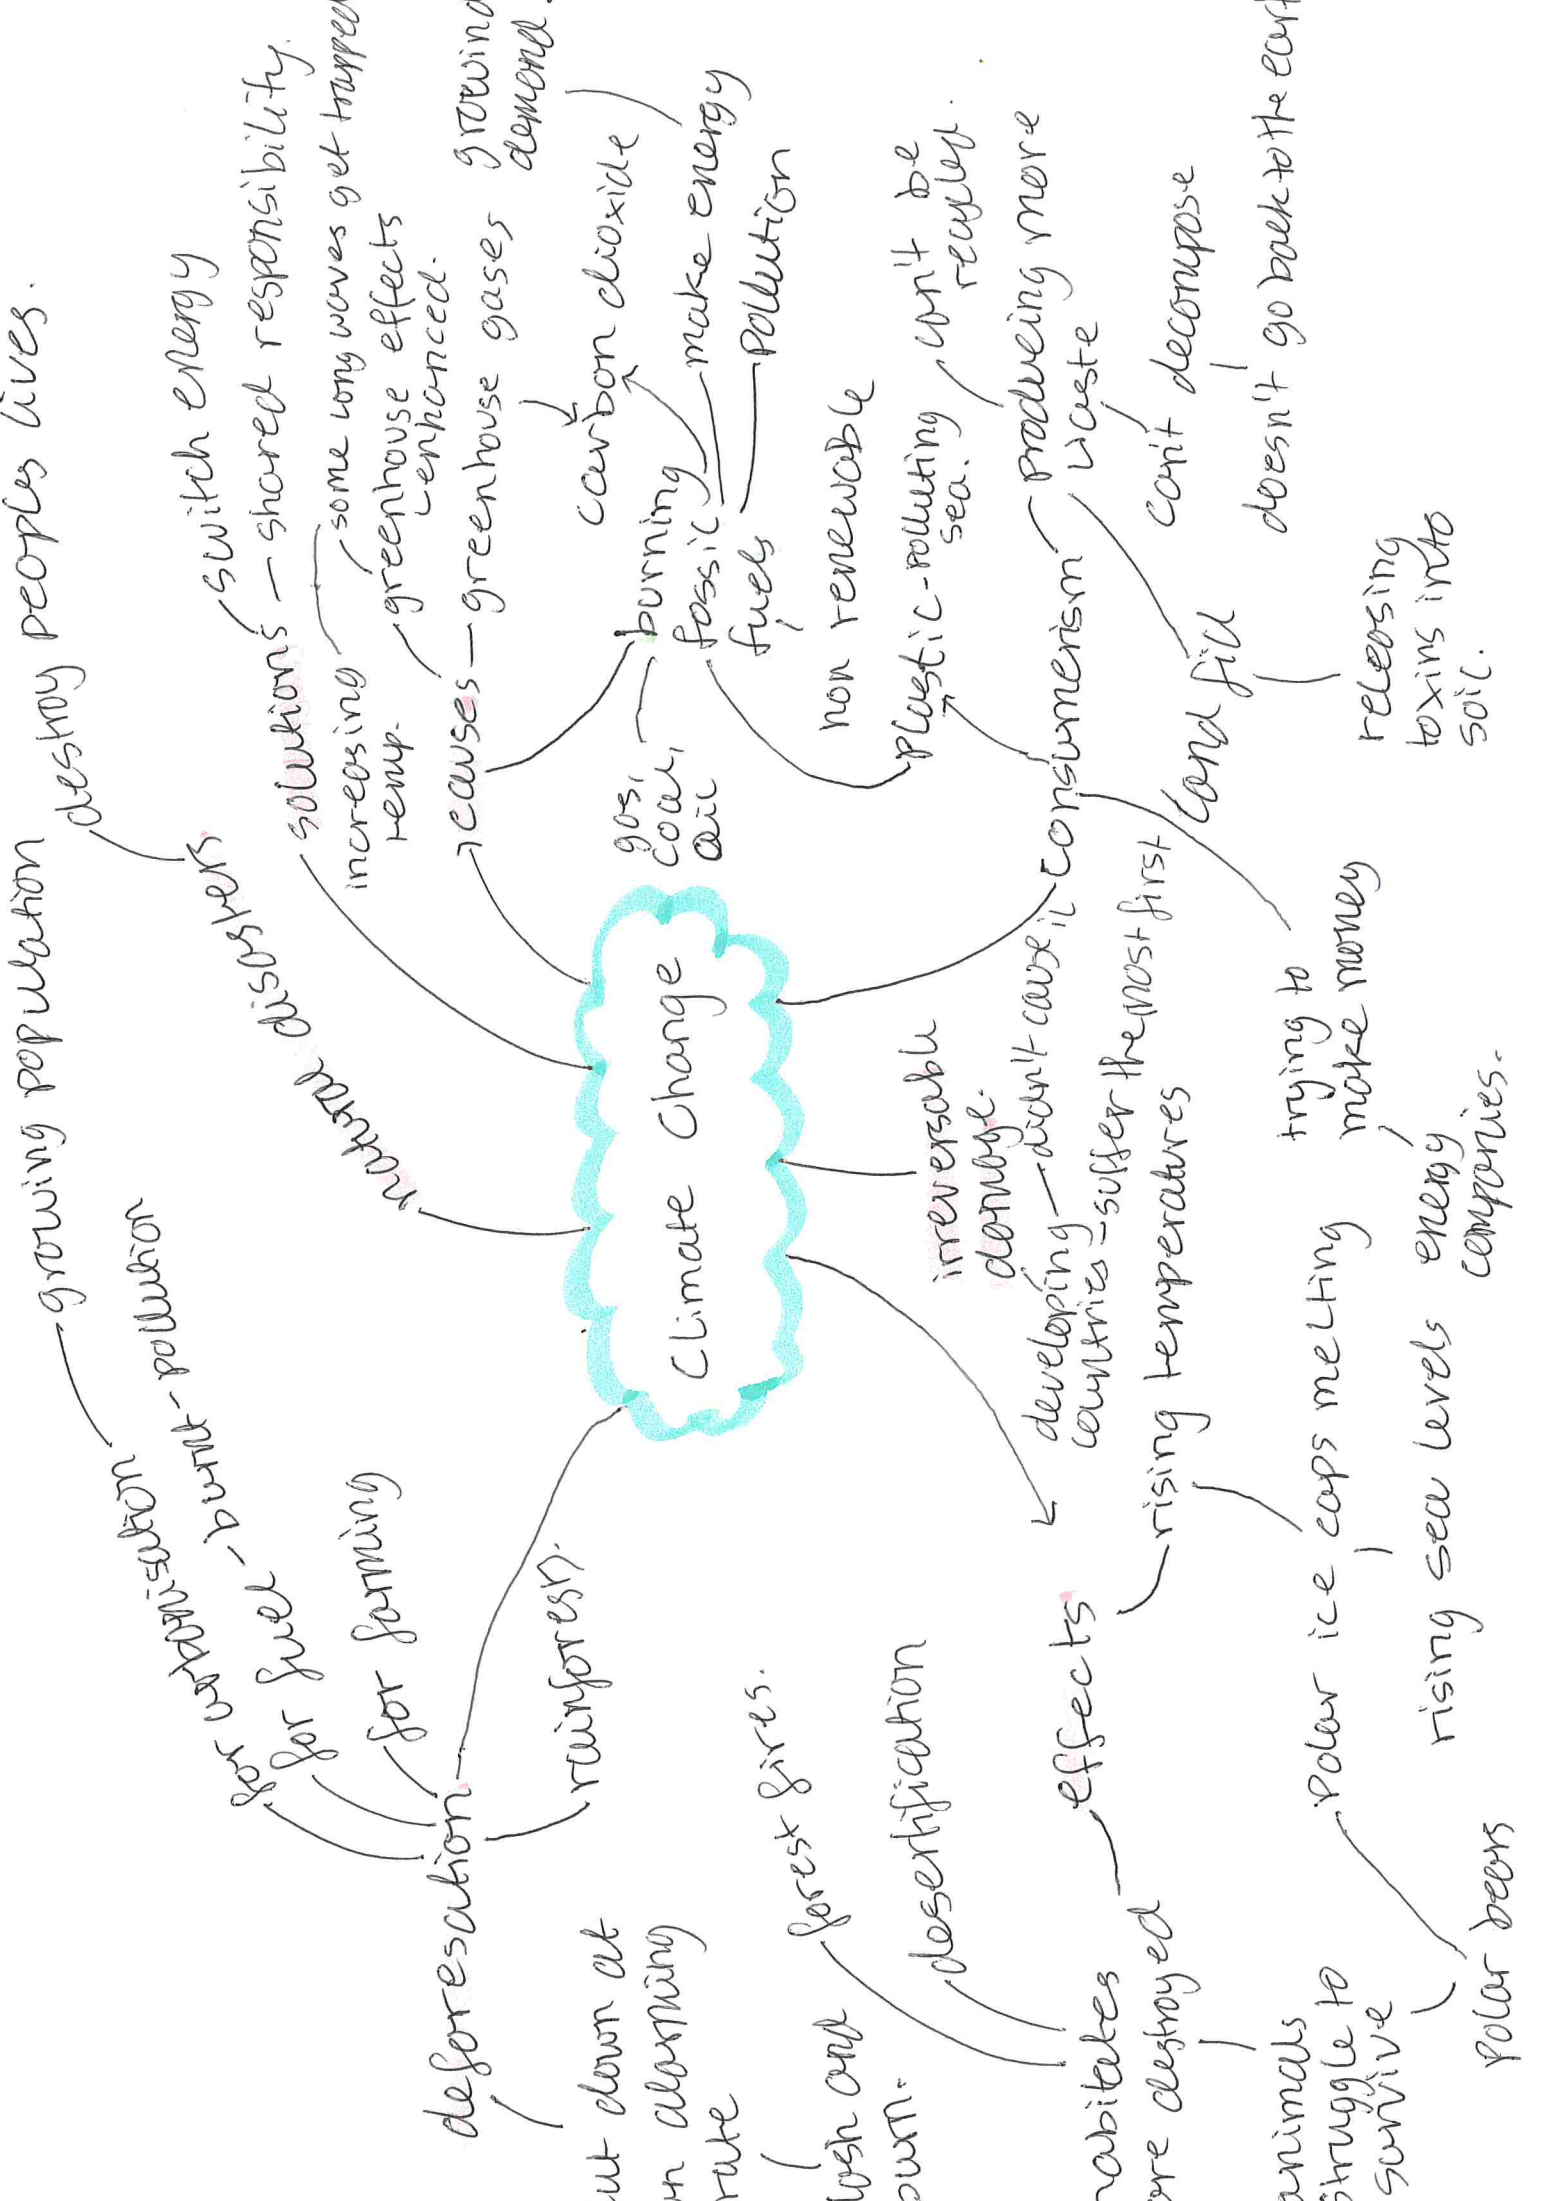 Climate Change
deforesation
for urbanisation.
growing population
for fuel - burnt - pollution
for farming
rainforest).
ut down at
n alarming
rate
losh and
burn.
natural disasters
destroy peoples lives.
solutions
switch energy
shared responsibility.
increasing
temp.
some long waves get trapped
causes
greenhouse effects
enhanced.
greenhouse gases
growing
demand.
burning
fossil
fuels
gas,
coal,
oil
carbon dioxide
make energy
pollution
non renewable
plastic - polluting
sea.
can't be
recycled.
consumerism
producing more
waste
can't decompose
doesn't go back to the eart
land fill
releasing
toxins into
soil.
trying to
make money
energy
companies.
irreversable
damage.
effects
developing
countries
didn't cause it
suffer the most first
rising temperatures
Polar ice caps melting
rising sea levels
Polar bears
habitates
are destroyed
forest fires.
desertification
animals
struggle to
survive